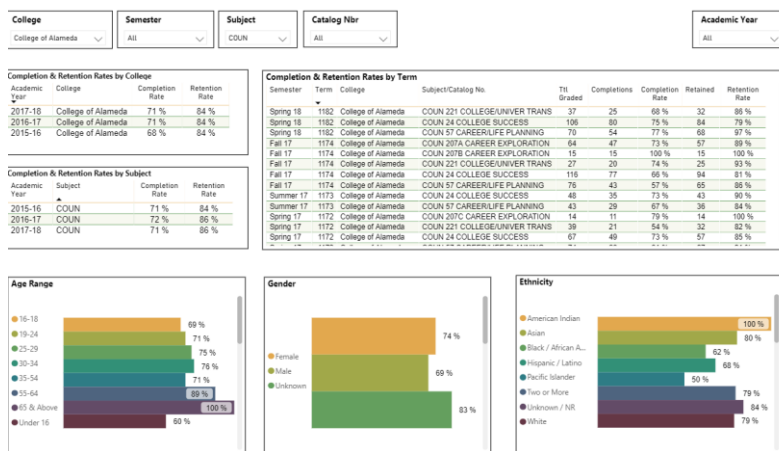 College
College of Alameda
Semester
All
Subject
COUN
Catalog Nbr
All
Academic Year
All
Completion & Retention Rates by College
Academic Year College Completion Rate Retention Rate
2017-18 College of Alameda 71 % 84 %
2016-17 College of Alameda 71 % 84 %
2015-16 College of Alameda 68 % 84 %
Completion & Retention Rates by Subject
Academic Year Subject Completion Rate Retention Rate
2015-16 COUN 71 % 84 %
2016-17 COUN 72 % 86 %
2017-18 COUN 71 % 86 %
Completion & Retention Rates by Term
Semester Term College Subject/Catalog No. Ttl Graded Completions Completion Rate Retained Retention Rate
Spring 18 1182 College of Alameda COUN 221 COLLEGE/UNIVER TRANS 37 25 68 % 32 86 %
Spring 18 1182 College of Alameda COUN 24 COLLEGE SUCCESS 106 80 75 % 84 79 %
Spring 18 1182 College of Alameda COUN 57 CAREER/LIFE PLANNING 70 54 77 % 68 97 %
Fall 17 1174 College of Alameda COUN 207A CAREER EXPLORATION 64 47 73 % 57 89 %
Fall 17 1174 College of Alameda COUN 207B CAREER EXPLORATION 15 15 100 % 15 100 %
Fall 17 1174 College of Alameda COUN 221 COLLEGE/UNIVER TRANS 27 20 74 % 25 93 %
Fall 17 1174 College of Alameda COUN 24 COLLEGE SUCCESS 116 77 66 % 94 81 %
Fall 17 1174 College of Alameda COUN 57 CAREER/LIFE PLANNING 76 43 57 % 65 86 %
Summer 17 1173 College of Alameda COUN 24 COLLEGE SUCCESS 48 35 73 % 43 90 %
Summer 17 1173 College of Alameda COUN 57 CAREER/LIFE PLANNING 43 29 67 % 36 84 %
Spring 17 1172 College of Alameda COUN 207C CAREER EXPLORATION 14 11 79 % 14 100 %
Spring 17 1172 College of Alameda COUN 221 COLLEGE/UNIVER TRANS 39 21 54 % 32 82 %
Spring 17 1172 College of Alameda COUN 24 COLLEGE SUCCESS 67 49 73 % 57 85 %
Age Range
16-18 69 %
19-24 71 %
25-29 75 %
30-34 76 %
35-54 71 %
55-64 89 %
65 & Above 100 %
Under 16 60 %
Gender
Female 74 %
Male 69 %
Unknown 83 %
Ethnicity
American Indian 100 %
Asian 80 %
Black / African A... 62 %
Hispanic / Latino 68 %
Pacific Islander 50 %
Two or More 79 %
Unknown / NR 84 %
White 79 %